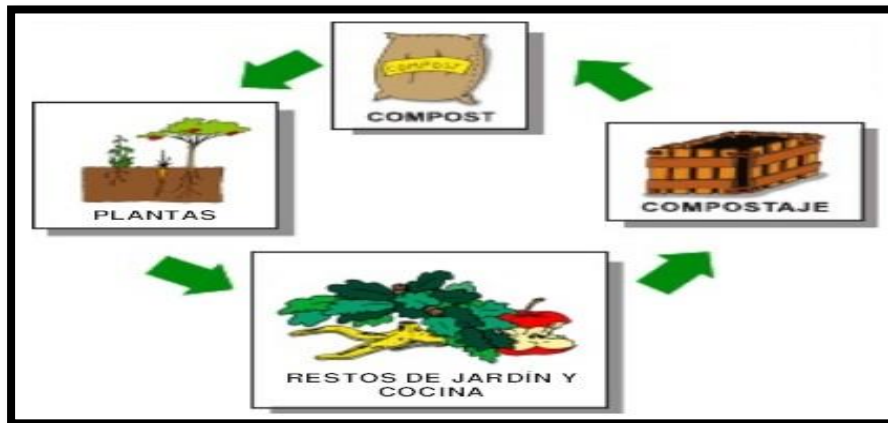 COMPOST
COMPOST
PLANTAS
COMPOSTAJE
RESTOS DE JARDÍN Y
COCINA